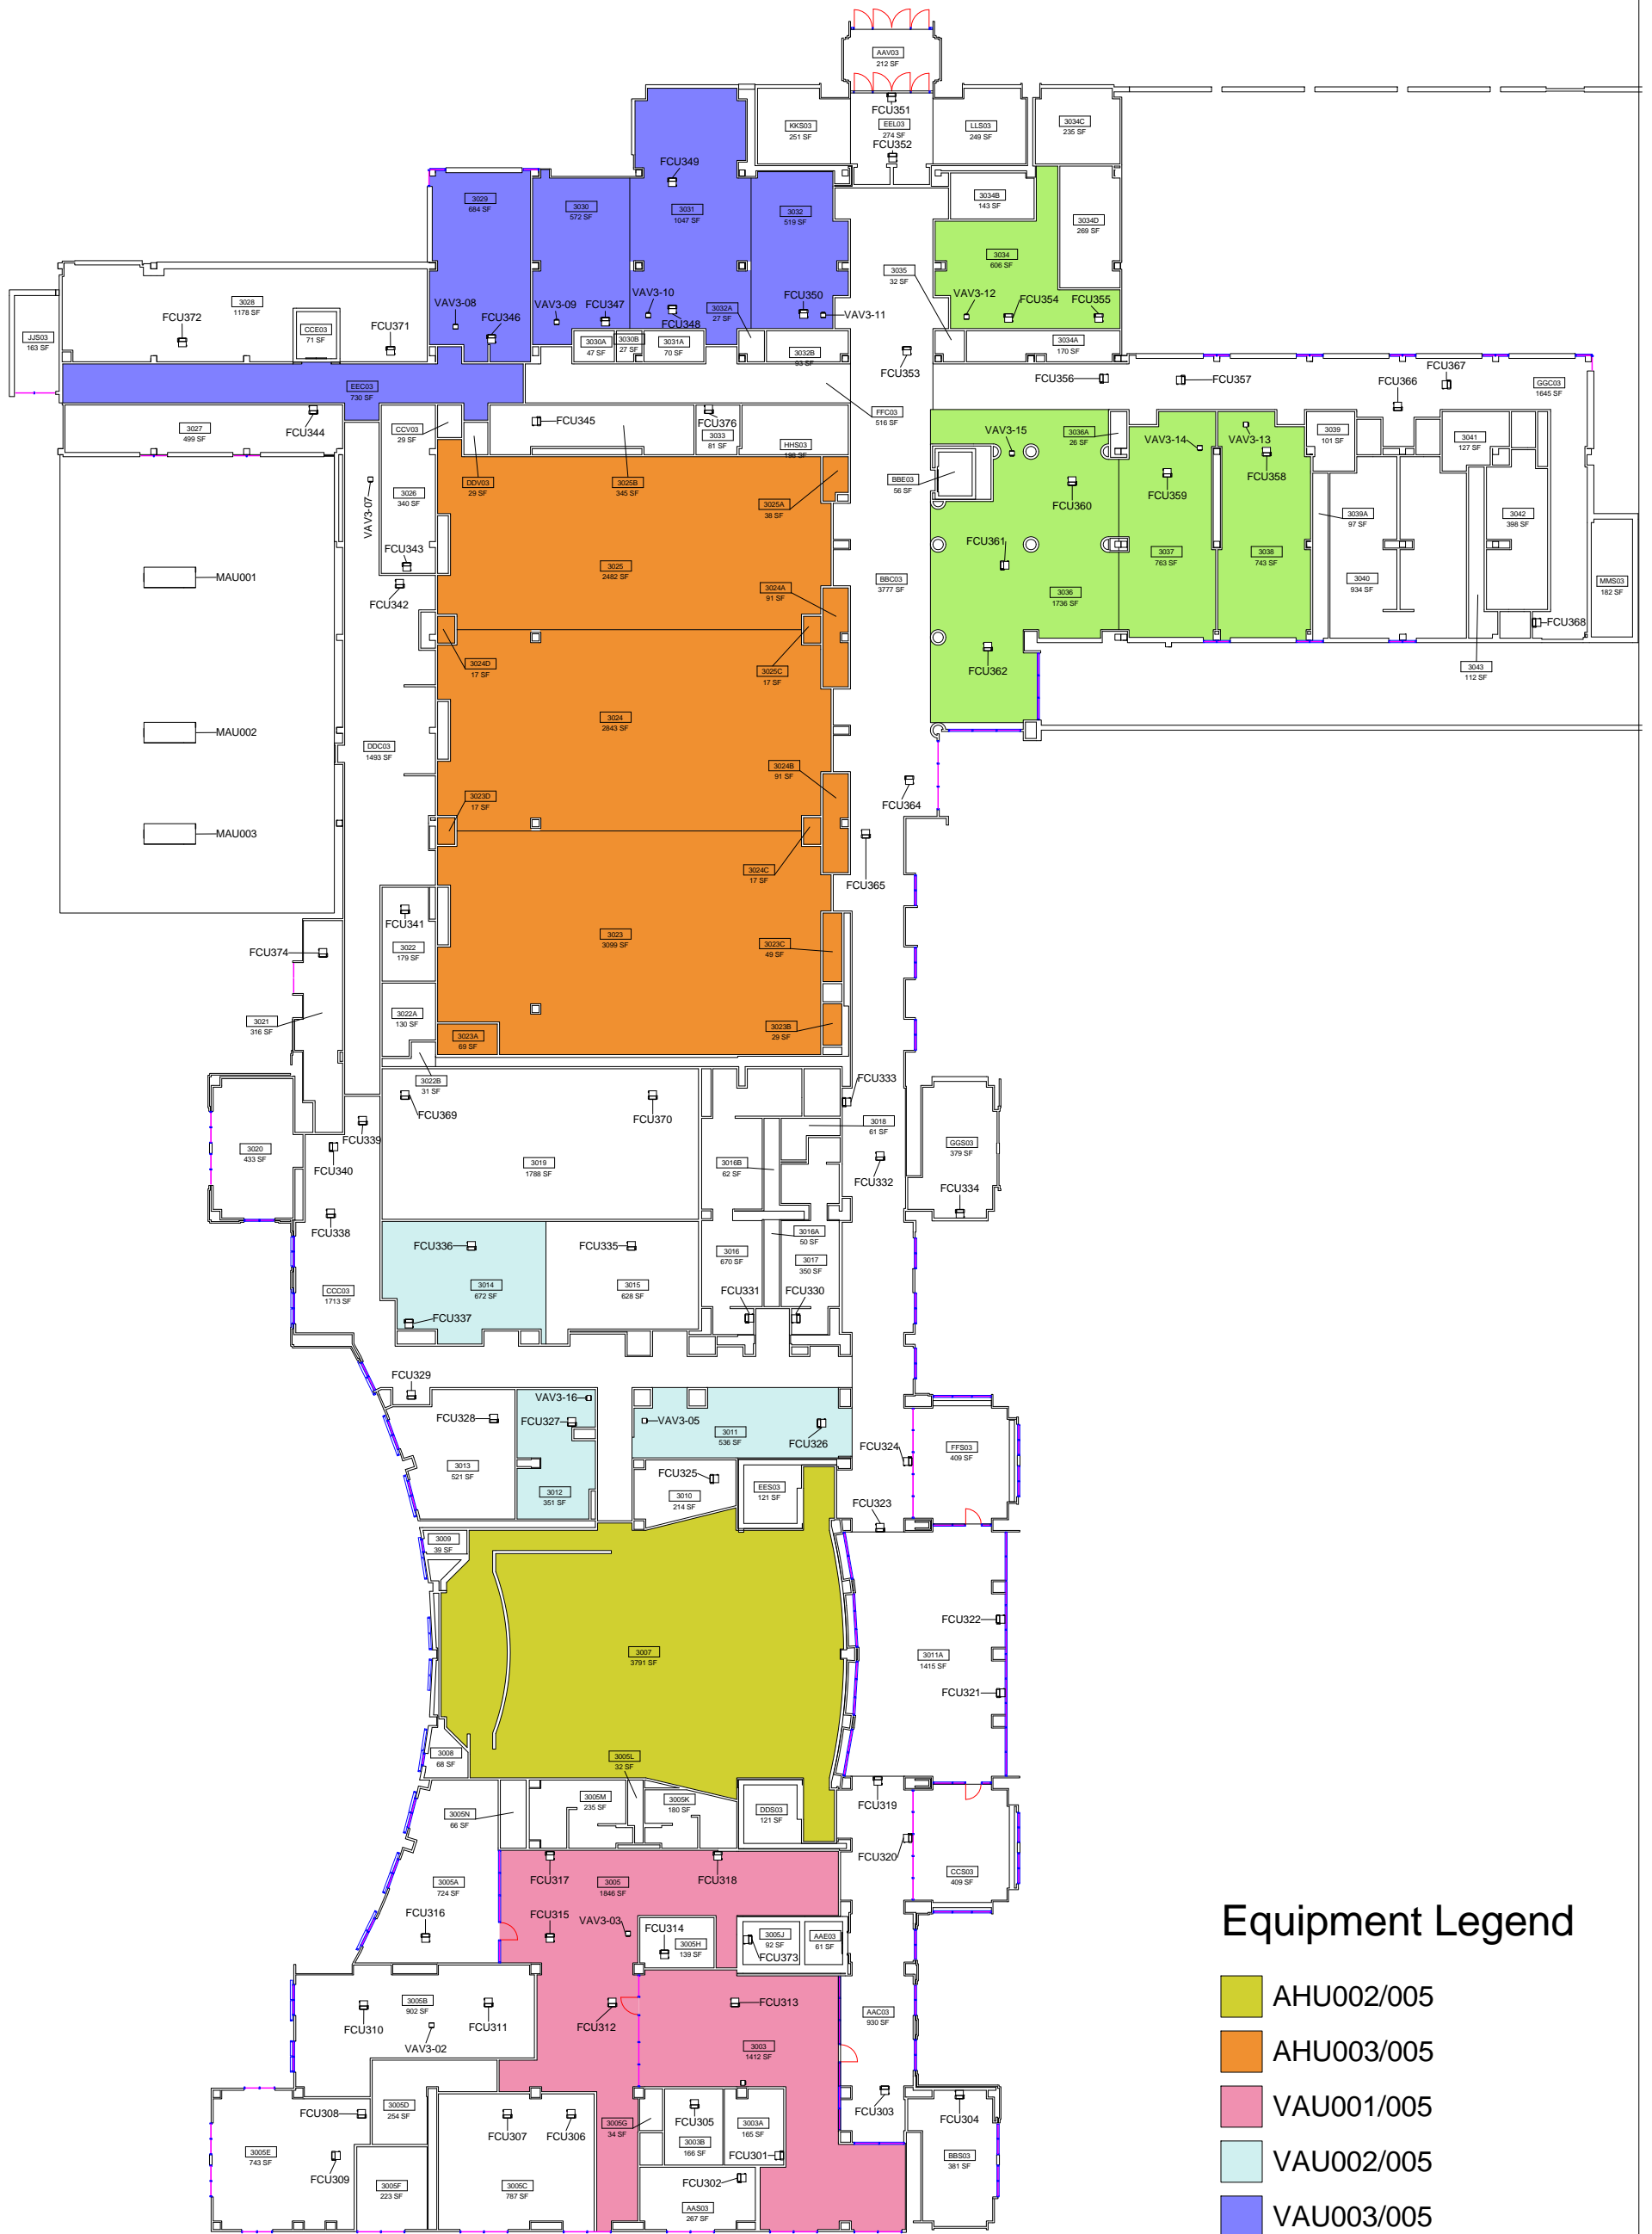 AAV03
212 SF
FCU351
KKS03
251 SF
EEL03
274 SF
LLS03
249 SF
3034C
235 SF
FCU352
FCU349
3029
684 SF
3030
572 SF
3031
1047 SF
3032
519 SF
3034B
143 SF
3034D
269 SF
3034
606 SF
3035
32 SF
3028
1178 SF
JJS03
163 SF
CCE03
71 SF
FCU372
FCU371
VAV3-08
FCU346
VAV3-09
FCU347
VAV3-10
FCU348
3032A
27 SF
FCU350
VAV3-11
VAV3-12
FCU354
FCU355
3030A
47 SF
3030B
27 SF
3031A
70 SF
3032B
93 SF
3034A
170 SF
FCU353
EEC03
730 SF
FCU356
FCU357
FCU367
FCU366
GGC03
1645 SF
FFC03
516 SF
3027
499 SF
FCU344
CCV03
29 SF
FCU345
FCU376
3033
81 SF
HHS03
198 SF
VAV3-15
3036A
26 SF
VAV3-14
VAV3-13
3039
101 SF
3041
127 SF
DDV03
29 SF
3025B
345 SF
3026
340 SF
VAV3-07
3025A
38 SF
BBE03
56 SF
FCU360
FCU359
FCU358
3039A
97 SF
3042
398 SF
FCU343
FCU342
MAU001
3025
2482 SF
3024A
91 SF
BBC03
3777 SF
FCU361
3036
1736 SF
3037
763 SF
3038
743 SF
3040
934 SF
MMS03
182 SF
FCU368
3024D
17 SF
3025C
17 SF
FCU362
3043
112 SF
MAU002
DDC03
1493 SF
3024
2843 SF
3024B
91 SF
FCU364
3023D
17 SF
MAU003
3024C
17 SF
FCU365
FCU341
3022
179 SF
3023
3099 SF
3023C
49 SF
FCU374
3021
316 SF
3022A
130 SF
3023A
69 SF
3023B
29 SF
3022B
31 SF
FCU369
FCU370
FCU333
3018
61 SF
FCU339
FCU340
3020
433 SF
3019
1788 SF
3016B
62 SF
FCU332
GGS03
379 SF
FCU334
FCU338
FCU336
FCU335
3016A
50 SF
3016
670 SF
3017
350 SF
CCC03
1713 SF
3014
672 SF
3015
628 SF
FCU337
FCU331
FCU330
FCU329
VAV3-16
FCU328
FCU327
VAV3-05
3011
536 SF
FCU326
FCU324
FFS03
409 SF
3013
521 SF
3012
351 SF
FCU325
3010
214 SF
EES03
121 SF
FCU323
3009
39 SF
FCU322
3007
3791 SF
3011A
1415 SF
FCU321
3008
68 SF
3005L
32 SF
3005M
235 SF
3005K
180 SF
3005N
66 SF
DDS03
121 SF
FCU319
FCU320
CCS03
409 SF
3005A
724 SF
FCU317
3005
1846 SF
FCU318
FCU316
FCU315
VAV3-03
FCU314
3005H
139 SF
3005J
92 SF
FCU373
AAE03
61 SF
Equipment Legend
AHU002/005
AHU003/005
VAU001/005
VAU002/005
VAU003/005
3005B
902 SF
FCU310
FCU311
VAV3-02
FCU312
FCU313
AAC03
930 SF
3003
1412 SF
FCU303
FCU304
3005D
254 SF
FCU308
FCU307
FCU306
3005G
34 SF
FCU305
3003B
166 SF
3003A
165 SF
FCU301
3005E
743 SF
FCU309
3005F
223 SF
3005C
787 SF
FCU302
AAS03
267 SF
BBS03
381 SF